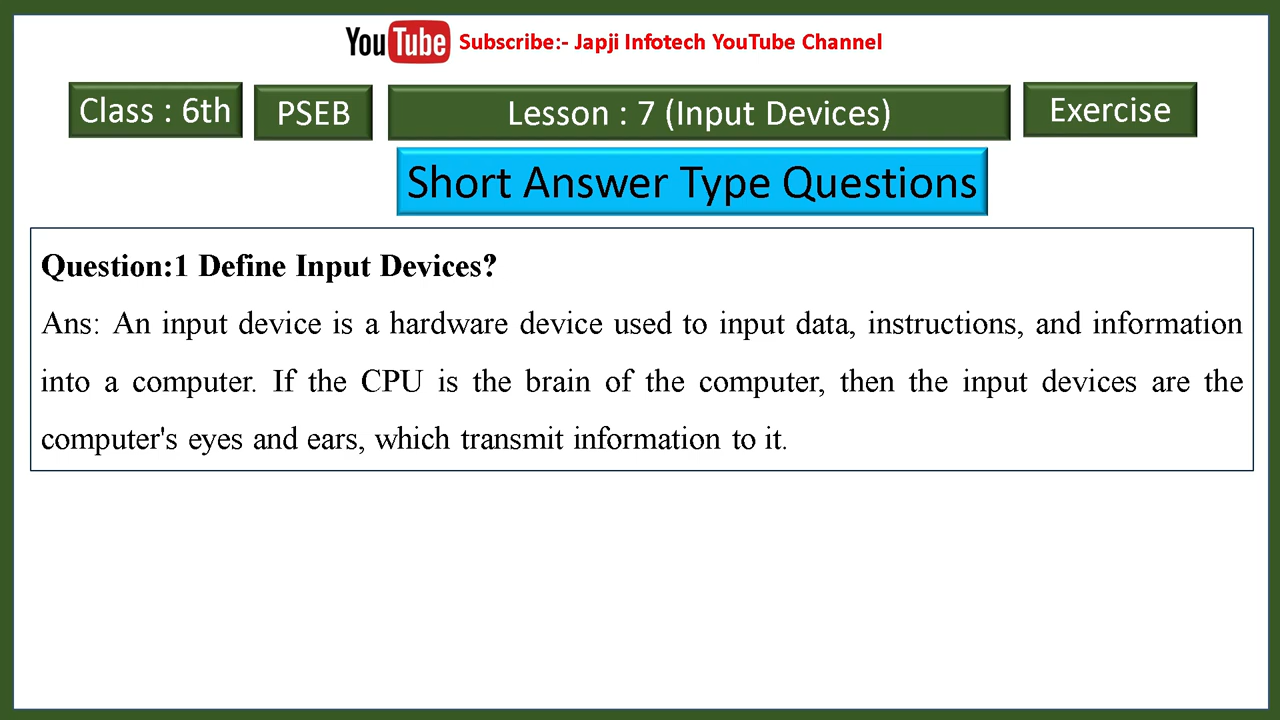 YouTube Subscribe:- Japji Infotech YouTube Channel
Class : 6th PSEB Lesson : 7 (Input Devices) Exercise
Short Answer Type Questions
Question:1 Define Input Devices?
Ans: An input device is a hardware device used to input data, instructions, and information
into a computer. If the CPU is the brain of the computer, then the input devices are the
computer's eyes and ears, which transmit information to it.